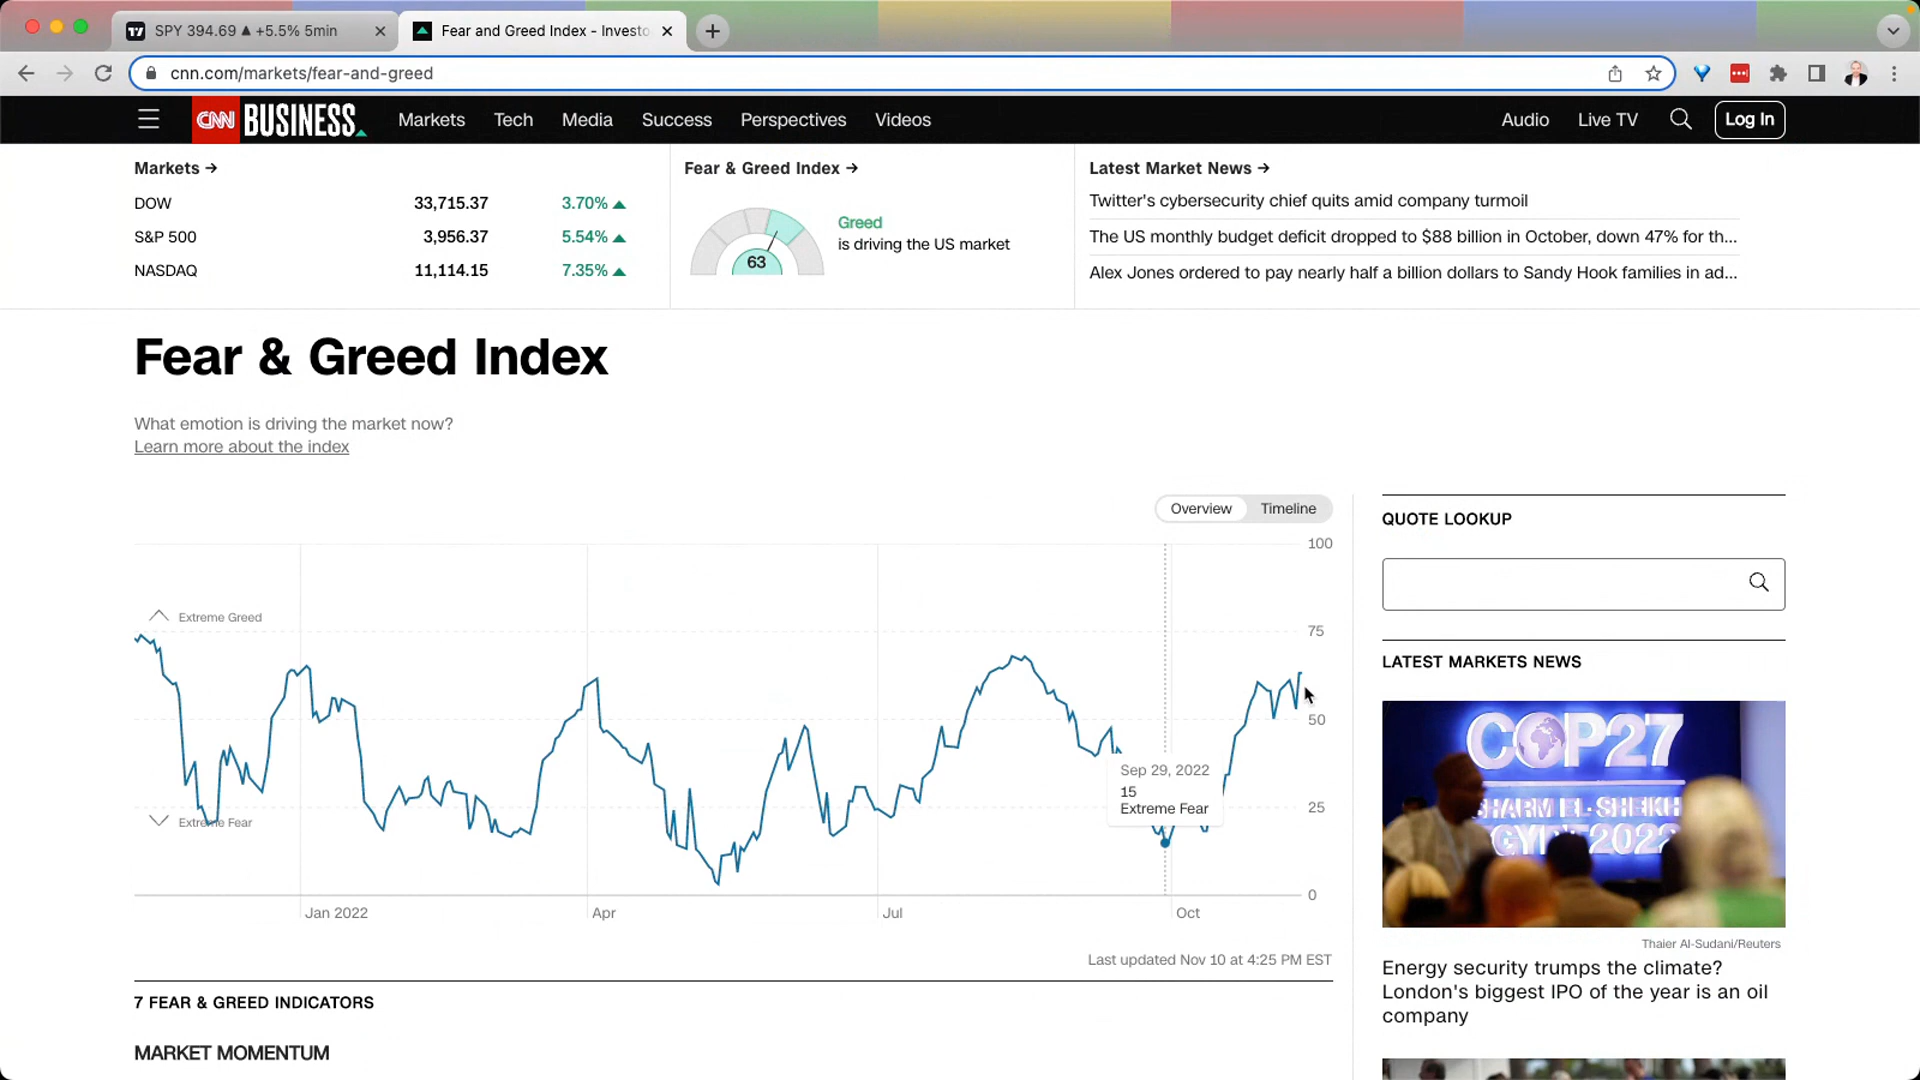 SPY 394.69 ▲ +5.5% 5min
Fear and Greed Index - Investo
cnn.com/markets/fear-and-greed
CNN BUSINESS
Markets
Tech
Media
Success
Perspectives
Videos
Audio
Live TV
Log In
Markets →
DOW 33,715.37 3.70% ▲
S&P 500 3,956.37 5.54% ▲
NASDAQ 11,114.15 7.35% ▲
Fear & Greed Index →
63
Greed
is driving the US market
Latest Market News →
Twitter's cybersecurity chief quits amid company turmoil
The US monthly budget deficit dropped to $88 billion in October, down 47% for th...
Alex Jones ordered to pay nearly half a billion dollars to Sandy Hook families in ad...
Fear & Greed Index
What emotion is driving the market now?
Learn more about the index
Overview
Timeline
100
Extreme Greed
75
50
Sep 29, 2022
15
Extreme Fear
25
Extreme Fear
0
Jan 2022
Apr
Jul
Oct
Last updated Nov 10 at 4:25 PM EST
7 FEAR & GREED INDICATORS
MARKET MOMENTUM
QUOTE LOOKUP
LATEST MARKETS NEWS
COP27
SHARM EL-SHEIKH
EGYPT 2022
Thaier Al-Sudani/Reuters
Energy security trumps the climate?
London's biggest IPO of the year is an oil
company